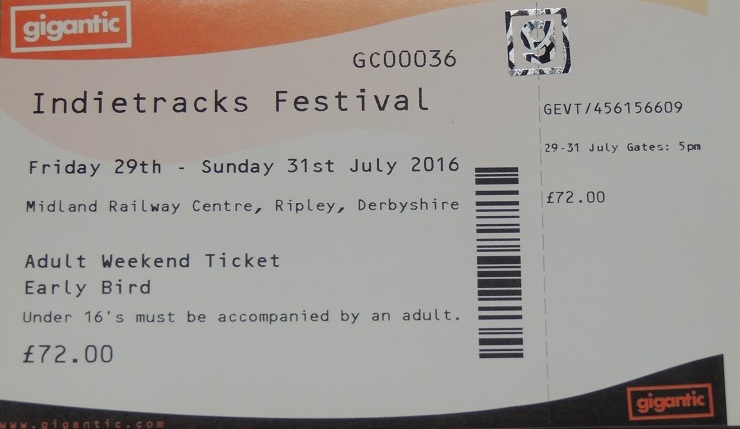 gigantic
GC00036
Indietracks Festival
Friday 29th - Sunday 31st July 2016
Midland Railway Centre, Ripley, Derbyshire
Adult Weekend Ticket
Early Bird
Under 16's must be accompanied by an adult.
£72.00
www.gigantic.com
GEVT/456156609
29-31 July Gates: 5pm
£72.00
gigantic